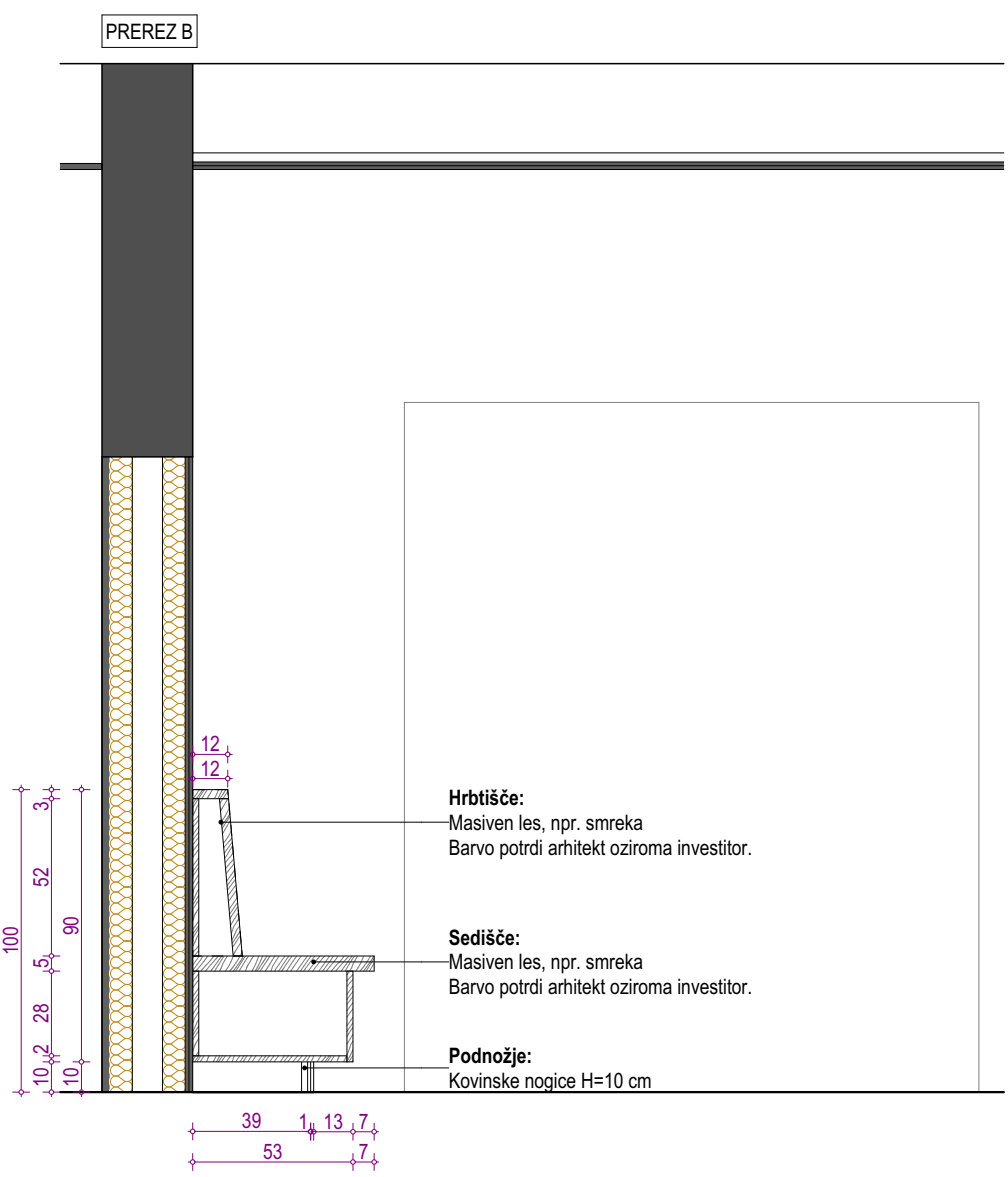 PREREZ B
12
12
Hrbtišče:
Masiven les, npr. smreka
Barvo potrdi arhitekt oziroma investitor.
Sedišče:
Masiven les, npr. smreka
Barvo potrdi arhitekt oziroma investitor.
Podnožje:
Kovinske nogice H=10 cm
100
3
52
5
28
2
10
90
10
39
1
13
7
53
7